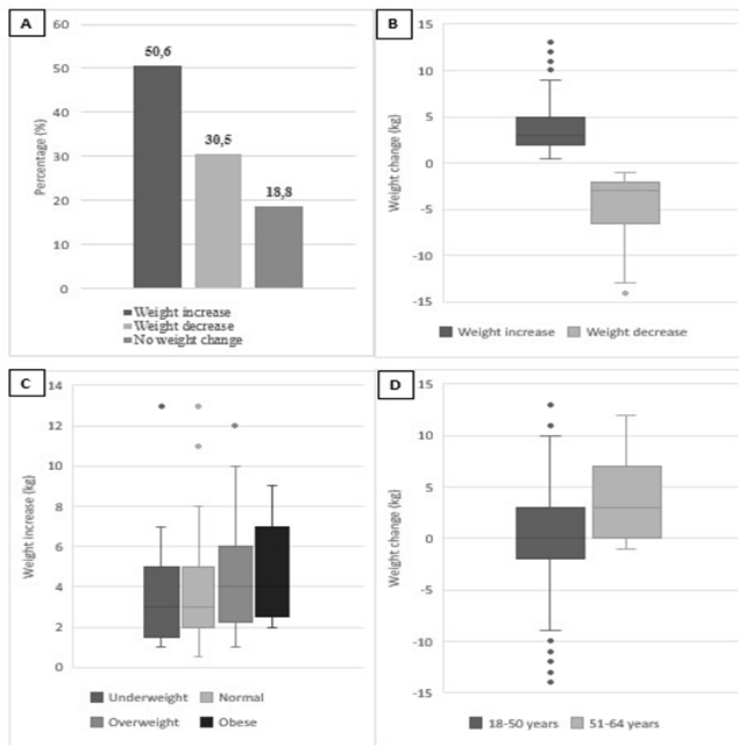 A
Percentage (%)
60
50
40
30
20
10
0
50,6
30,5
18,8
Weight increase
Weight decrease
No weight change
B
Weight change (kg)
15
10
5
0
-5
-10
-15
Weight increase Weight decrease
C
Weight increase (kg)
14
12
10
8
6
4
2
0
Underweight Normal
Overweight Obese
D
Weight change (kg)
15
10
5
0
-5
-10
-15
18-50 years 51-64 years